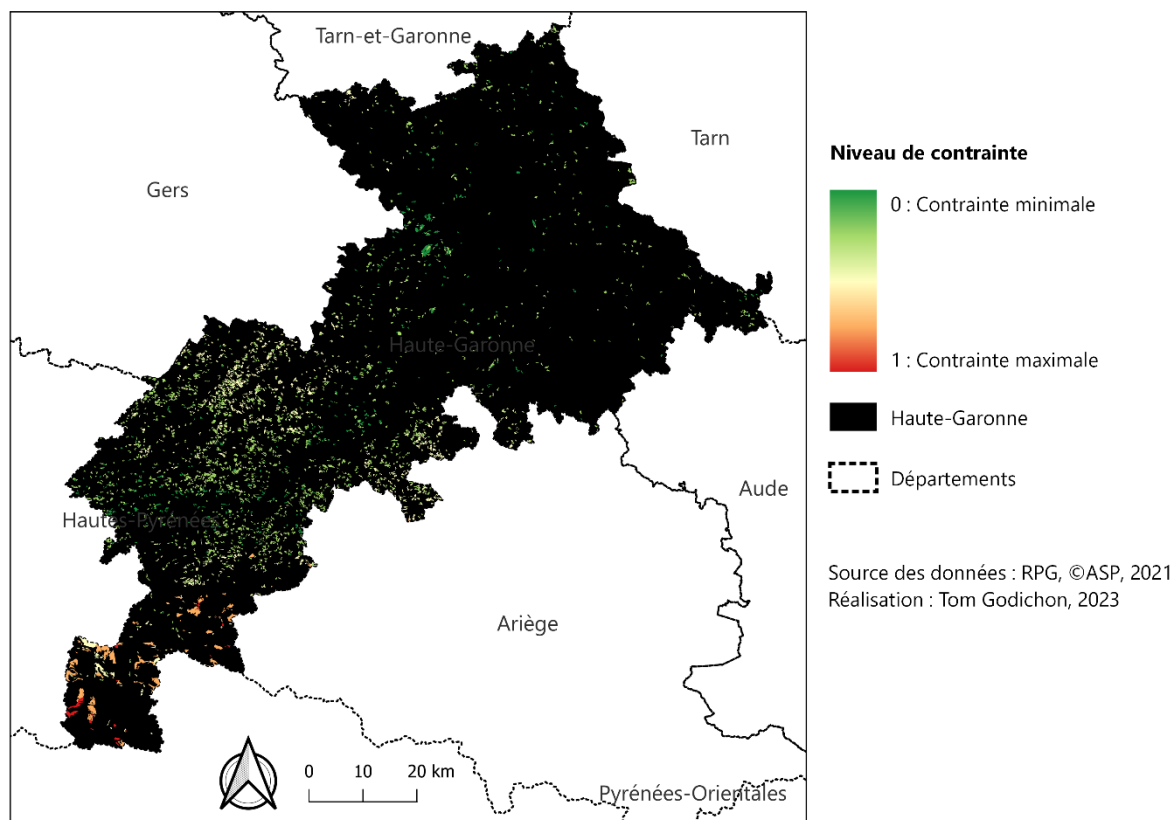 Tarn-et-Garonne
Tarn
Gers
Haute-Garonne
Aude
Hautes-Pyrénées
Ariège
0 10 20 km
Pyrénées-Orientales
Niveau de contrainte
0 : Contrainte minimale
1 : Contrainte maximale
Haute-Garonne
Départements
Source des données : RPG, ©ASP, 2021
Réalisation : Tom Godichon, 2023